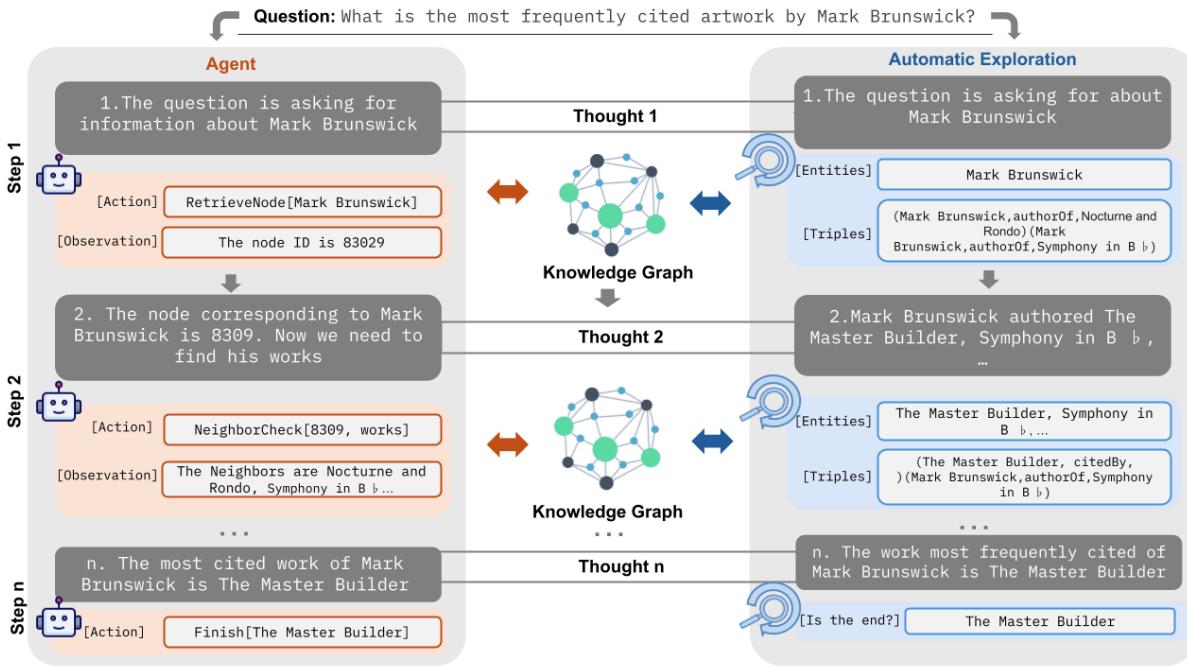 Question: What is the most frequently cited artwork by Mark Brunswick?
Agent
Automatic Exploration
Step 1
1.The question is asking for
information about Mark Brunswick
Thought 1
1.The question is asking for about
Mark Brunswick
[Action]
RetrieveNode[Mark Brunswick]
[Observation]
The node ID is 83029
Knowledge Graph
[Entities]
Mark Brunswick
[Triples]
(Mark Brunswick,authorOf,Nocturne and
Rondo)(Mark
Brunswick,authorOf,Symphony in B ♭)
Step 2
2. The node corresponding to Mark
Brunswick is 8309. Now we need to
find his works
Thought 2
2.Mark Brunswick authored The
Master Builder, Symphony in B ♭,
…
[Action]
NeighborCheck[8309, works]
[Observation]
The Neighbors are Nocturne and
Rondo, Symphony in B ♭...
Knowledge Graph
[Entities]
The Master Builder, Symphony in
B ♭,...
[Triples]
(The Master Builder, citedBy,
)(Mark Brunswick,authorOf,Symphony
in B ♭)
...
...
...
Step n
n. The most cited work of Mark
Brunswick is The Master Builder
Thought n
n. The work most frequently cited of
Mark Brunswick is The Master Builder
[Action]
Finish[The Master Builder]
[Is the end?]
The Master Builder